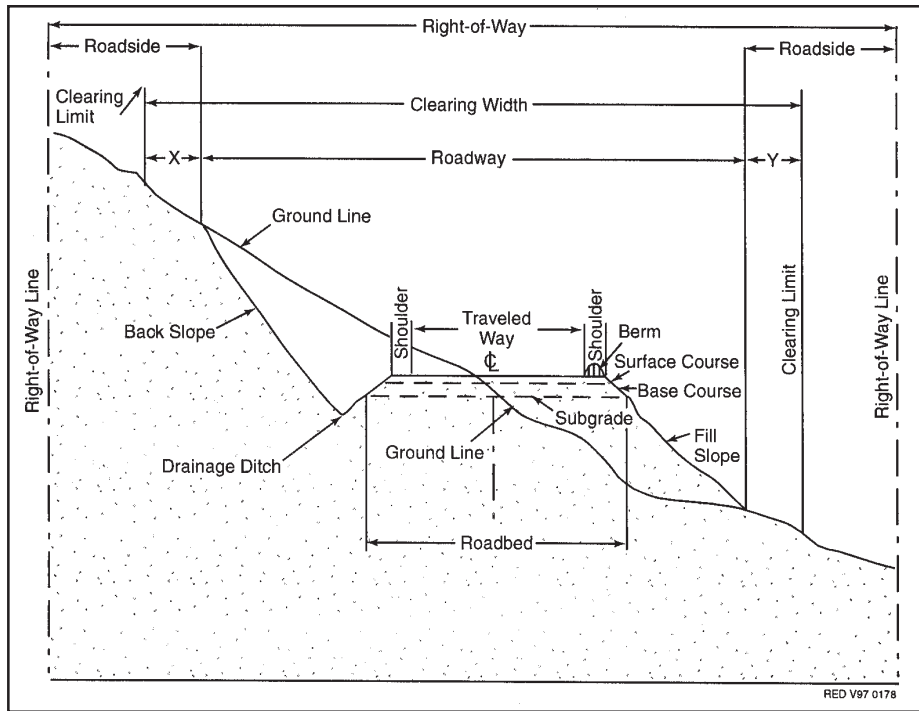 Right-of-Way
Roadside
Roadside
Clearing
Limit
Clearing Width
X
Roadway
Y
Ground Line
Right-of-Way Line
Back Slope
Shoulder
Traveled
Way
℄
Shoulder
Berm
Surface Course
Base Course
Clearing Limit
Right-of-Way Line
Subgrade
Ground Line
Fill
Slope
Drainage Ditch
Roadbed
RED V97 0178